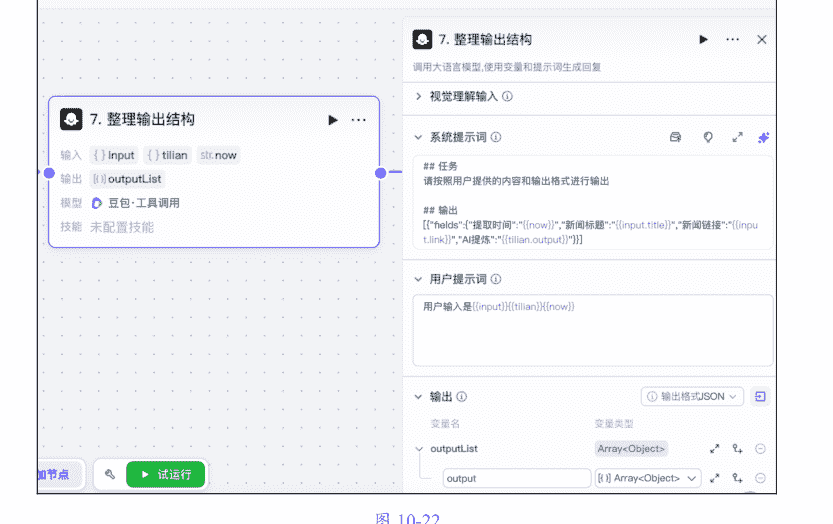 7. 整理输出结构
输入 { } input { } tilian str. now
输出 [{ }] outputList
模型 豆包·工具调用
技能 未配置技能
加节点
试运行
7. 整理输出结构
调用大语言模型,使用变量和提示词生成回复
视觉理解输入
系统提示词
## 任务
请按照用户提供的内容和输出格式进行输出
## 输出
[{"fields":{"提取时间":"{{now}}","新闻标题":"{{input.title}}","新闻链接":"{{inpu
t.link}}","AI提炼":"{{tilian.output}}"}}]
用户提示词
用户输入是{{input}}{{tilian}}{{now}}
输出 输出格式JSON
变量名 变量类型
outputList Array<Object>
output [{ }] Array<Object>
图 10-22